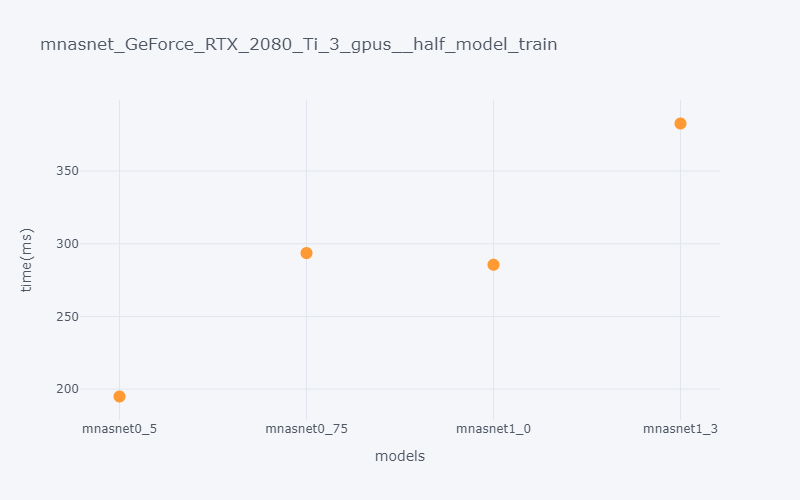 mnasnet_GeForce_RTX_2080_Ti_3_gpus__half_model_train
time(ms)
350
300
250
200
mnasnet0_5 mnasnet0_75 mnasnet1_0 mnasnet1_3
models